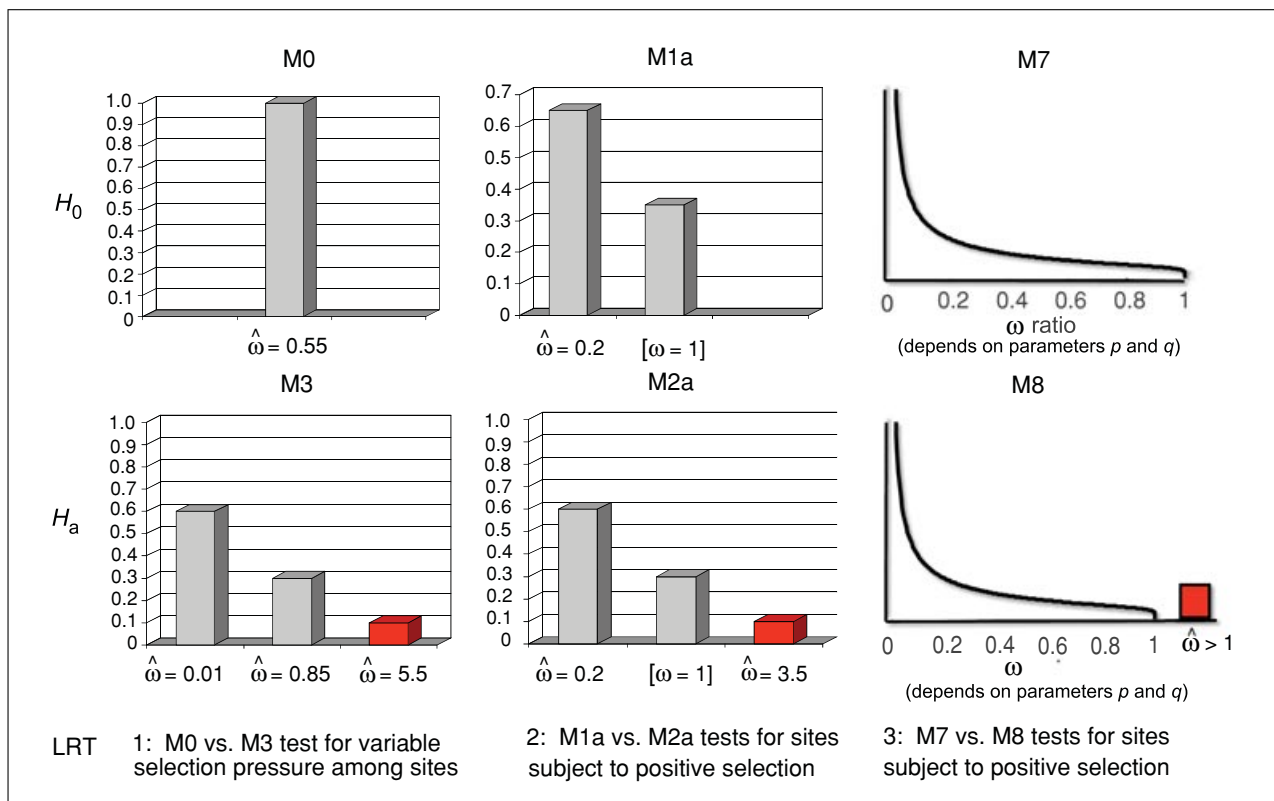 M0
M1a
M7
H0
1.0
0.9
0.8
0.7
0.6
0.5
0.4
0.3
0.2
0.1
0
ω̂ = 0.55
0.7
0.6
0.5
0.4
0.3
0.2
0.1
0
ω̂ = 0.2 [ω = 1]
0 0.2 0.4 0.6 0.8 1
ω ratio
(depends on parameters p and q)
M3
M2a
M8
Ha
1.0
0.9
0.8
0.7
0.6
0.5
0.4
0.3
0.2
0.1
0
ω̂ = 0.01 ω̂ = 0.85 ω̂ = 5.5
1.0
0.9
0.8
0.7
0.6
0.5
0.4
0.3
0.2
0.1
0
ω̂ = 0.2 [ω = 1] ω̂ = 3.5
0 0.2 0.4 0.6 0.8 1
ω̂ > 1
ω
(depends on parameters p and q)
LRT
1: M0 vs. M3 test for variable
selection pressure among sites
2: M1a vs. M2a tests for sites
subject to positive selection
3: M7 vs. M8 tests for sites
subject to positive selection